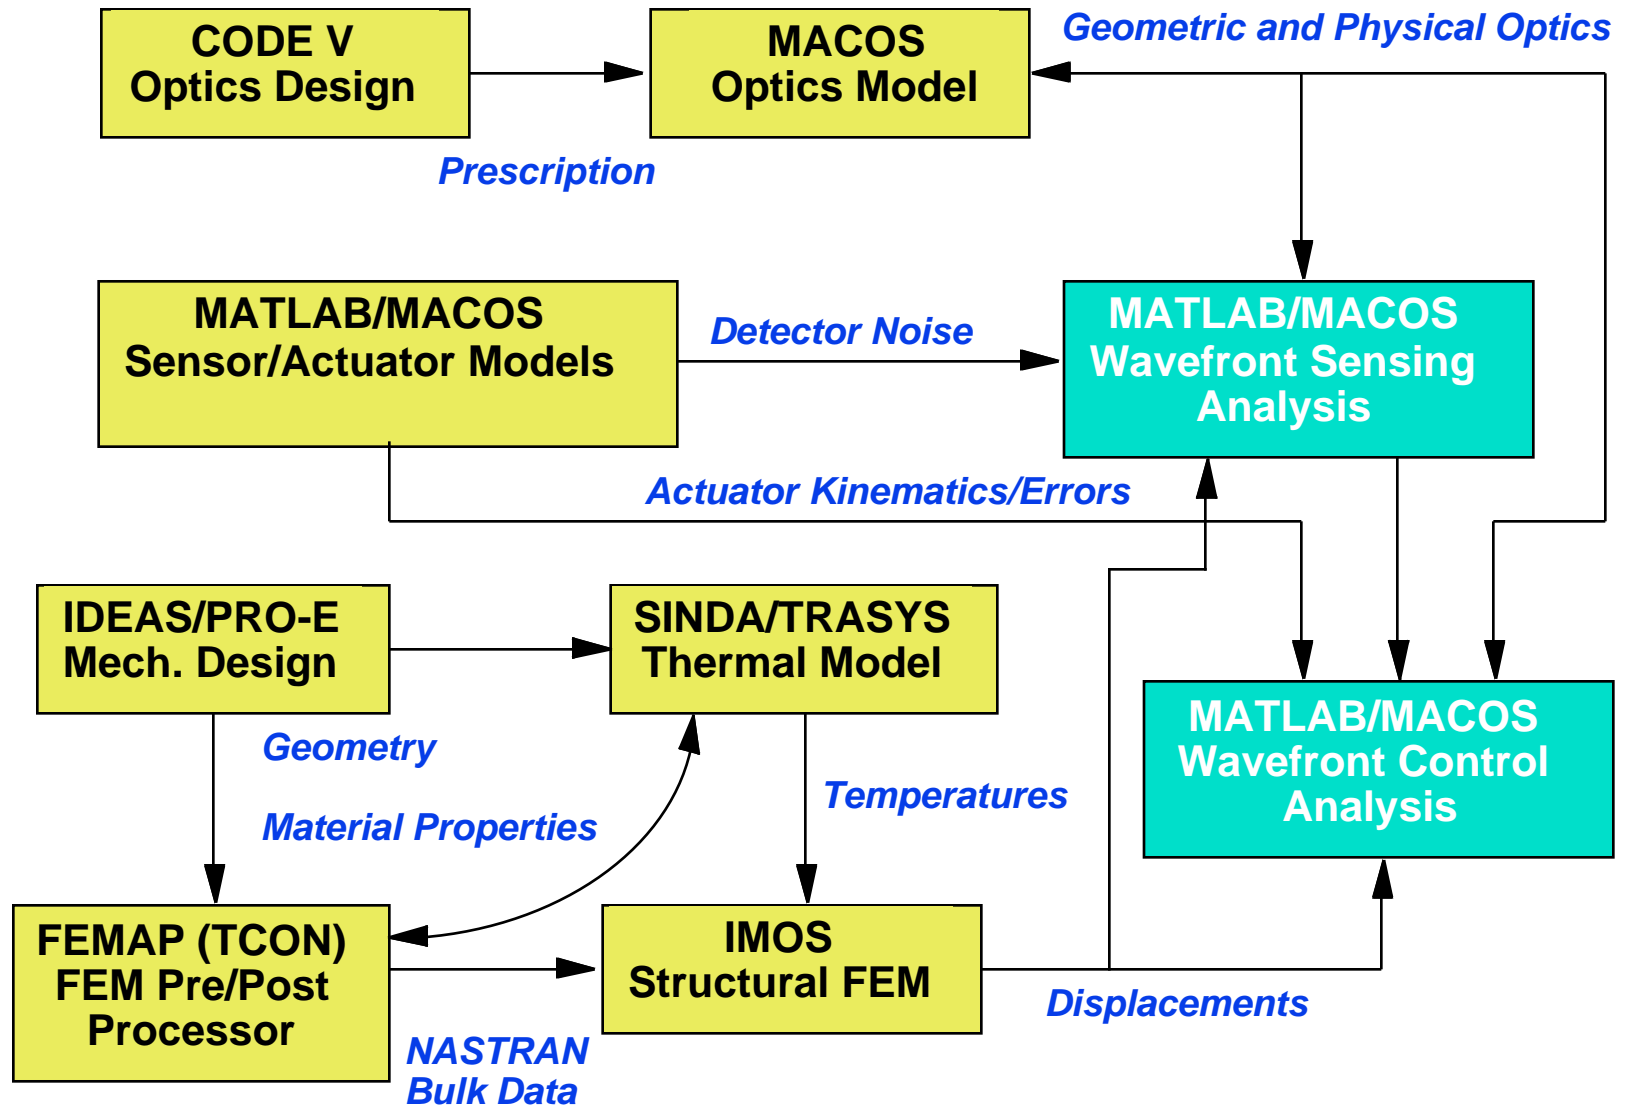 CODE V
Optics Design
MACOS
Optics Model
Geometric and Physical Optics
Prescription
MATLAB/MACOS
Sensor/Actuator Models
Detector Noise
MATLAB/MACOS
Wavefront Sensing
Analysis
Actuator Kinematics/Errors
IDEAS/PRO-E
Mech. Design
SINDA/TRASYS
Thermal Model
Geometry
Material Properties
Temperatures
MATLAB/MACOS
Wavefront Control
Analysis
FEMAP (TCON)
FEM Pre/Post
Processor
IMOS
Structural FEM
Displacements
NASTRAN
Bulk Data